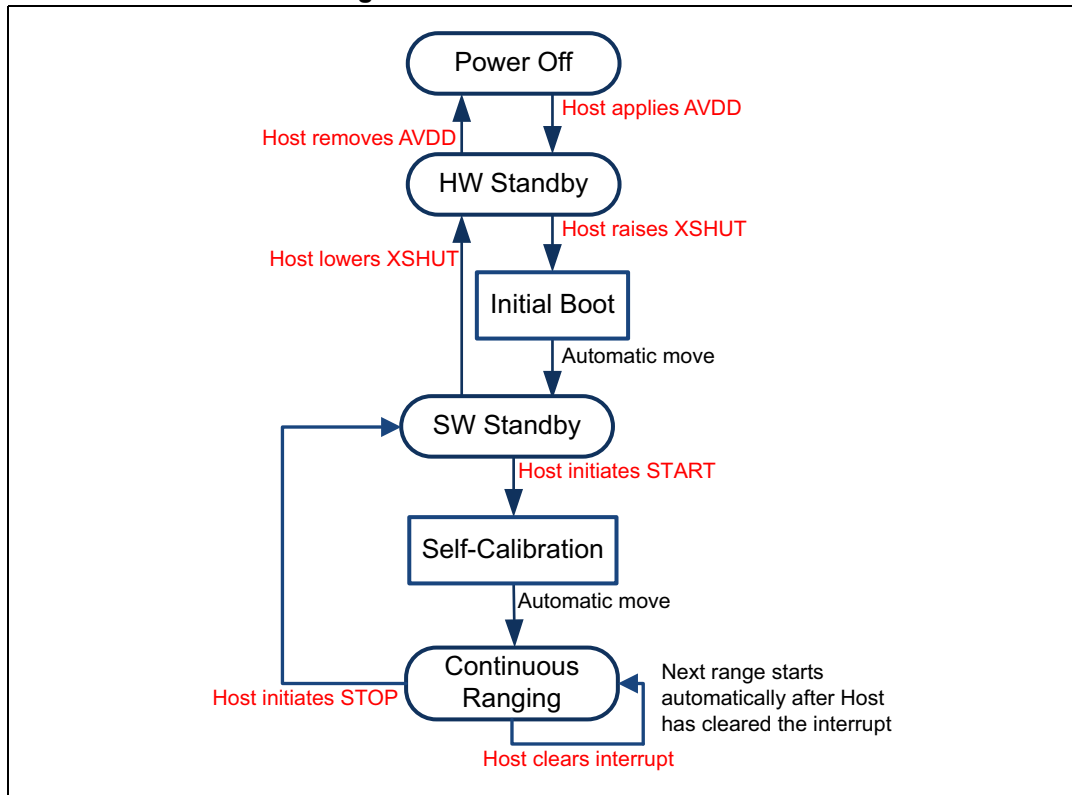 Power Off
Host applies AVDD
Host removes AVDD
HW Standby
Host raises XSHUT
Host lowers XSHUT
Initial Boot
Automatic move
SW Standby
Host initiates START
Self-Calibration
Automatic move
Continuous
Ranging
Next range starts
automatically after Host
has cleared the interrupt
Host initiates STOP
Host clears interrupt